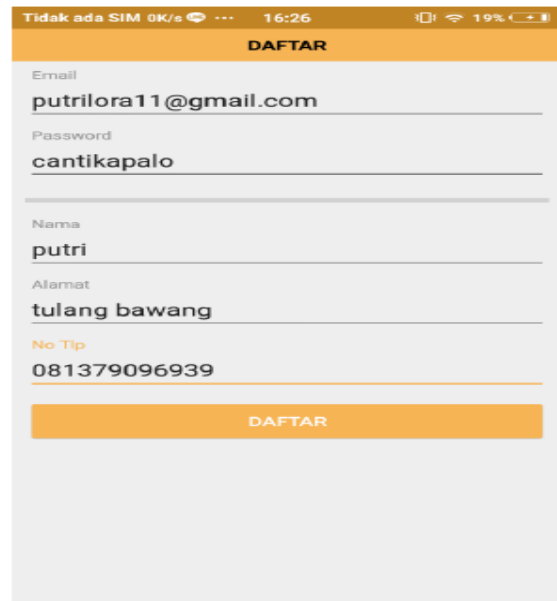 Tidak ada SIM 0K/s ... 16:26 19%
DAFTAR
Email
putrilora11@gmail.com
Password
cantikapalo
Nama
putri
Alamat
tulang bawang
No Tlp
081379096939
DAFTAR